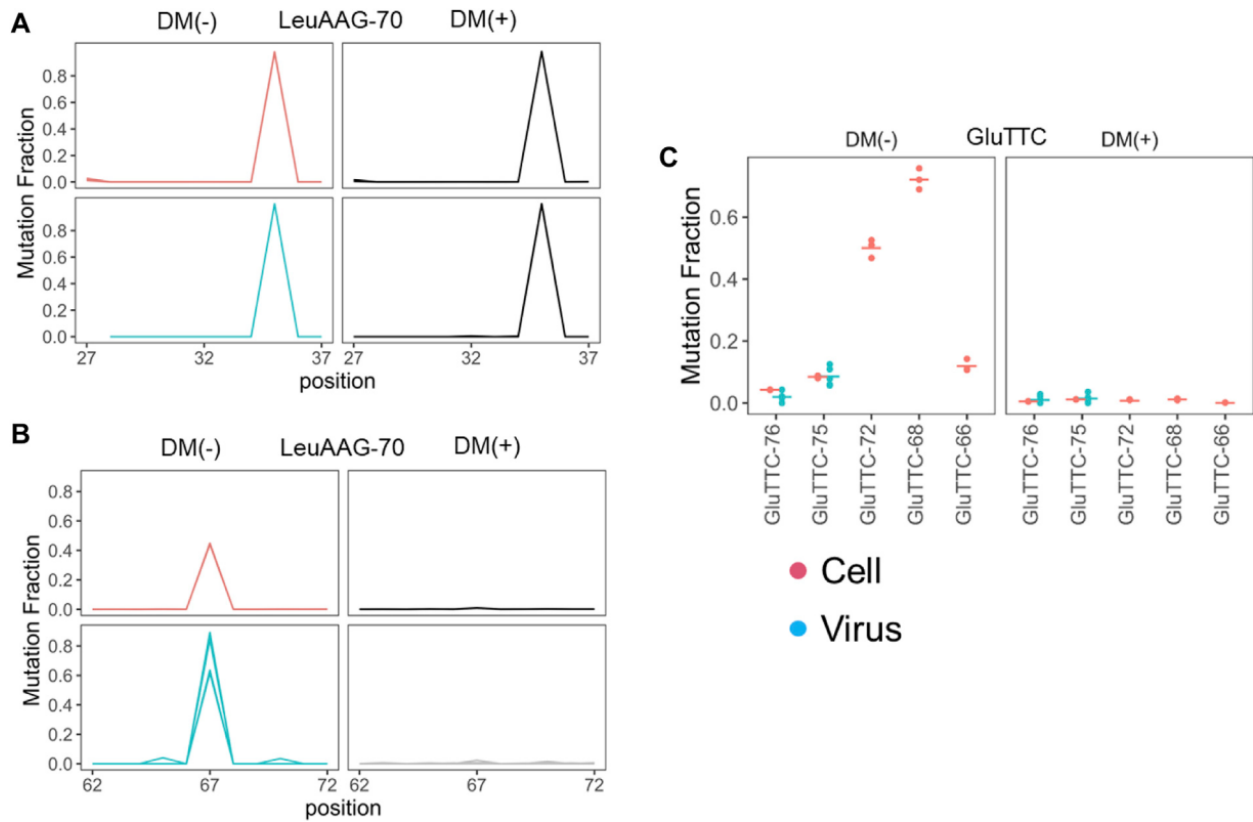 A
DM(-) LeuAAG-70 DM(+)
Mutation Fraction
0.8
0.6
0.4
0.2
0.0
0.8
0.6
0.4
0.2
0.0
27 32 37 27 32 37
position
B
DM(-) LeuAAG-70 DM(+)
Mutation Fraction
0.8
0.6
0.4
0.2
0.0
0.8
0.6
0.4
0.2
0.0
62 67 72 62 67 72
position
C
DM(-) GluTTC DM(+)
Mutation Fraction
0.6
0.4
0.2
0.0
GluTTC-76
GluTTC-75
GluTTC-72
GluTTC-68
GluTTC-66
GluTTC-76
GluTTC-75
GluTTC-72
GluTTC-68
GluTTC-66
Cell
Virus